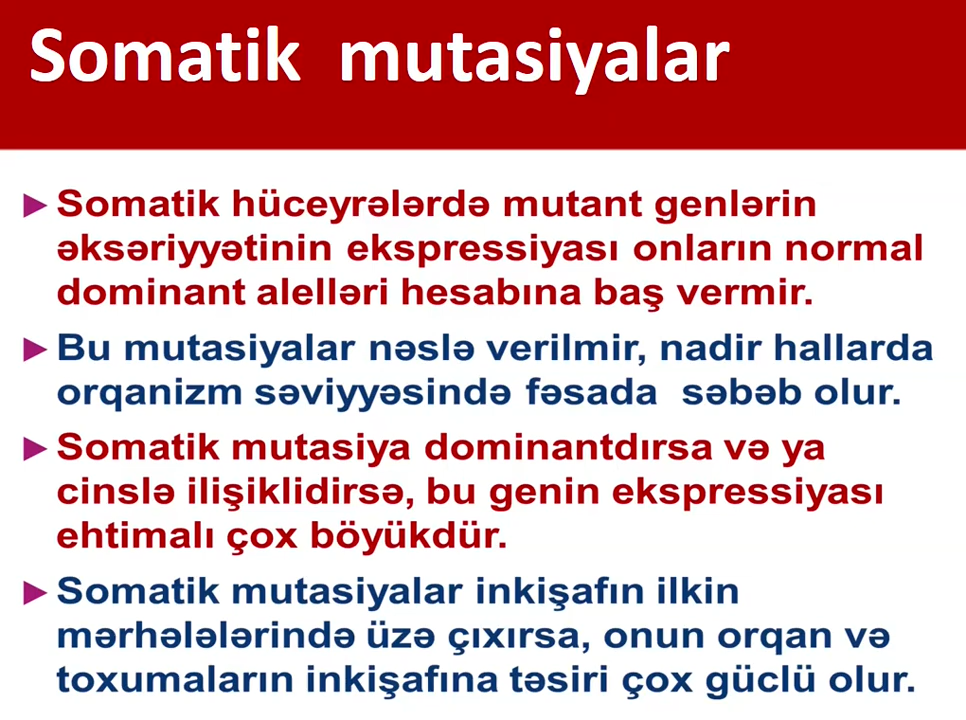 Somatik mutasiyalar
Somatik hüceyrələrdə mutant genlərin
əksəriyyətinin ekspressiyası onların normal
dominant alelləri hesabına baş vermir.
Bu mutasiyalar nəslə verilmir, nadir hallarda
orqanizm səviyyəsində fəsada səbəb olur.
Somatik mutasiya dominantdırsa və ya
cinslə ilişiklidirsə, bu genin ekspressiyası
ehtimalı çox böyükdür.
Somatik mutasiyalar inkişafın ilkin
mərhələlərində üzə çıxırsa, onun orqan və
toxumaların inkişafına təsiri çox güclü olur.